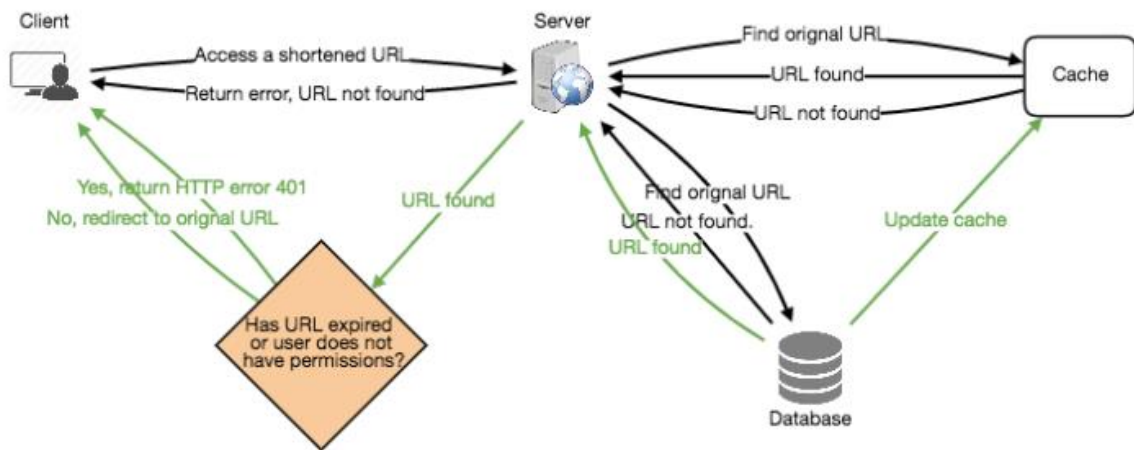 Client
Server
Access a shortened URL
Return error, URL not found
Find orignal URL
URL found
URL not found
Cache
Yes, return HTTP error 401
No, redirect to orignal URL
URL found
Find orignal URL
URL not found.
URL found
Update cache
Has URL expired
or user does not
have permissions?
Database